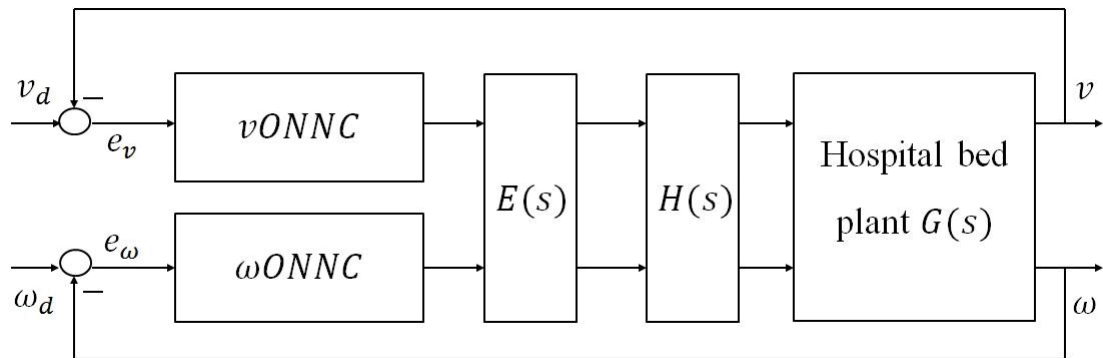 v_d
−
e_v
vONNC
E(s)
H(s)
Hospital bed
plant G(s)
v
ω_d
−
e_ω
ωONNC
ω